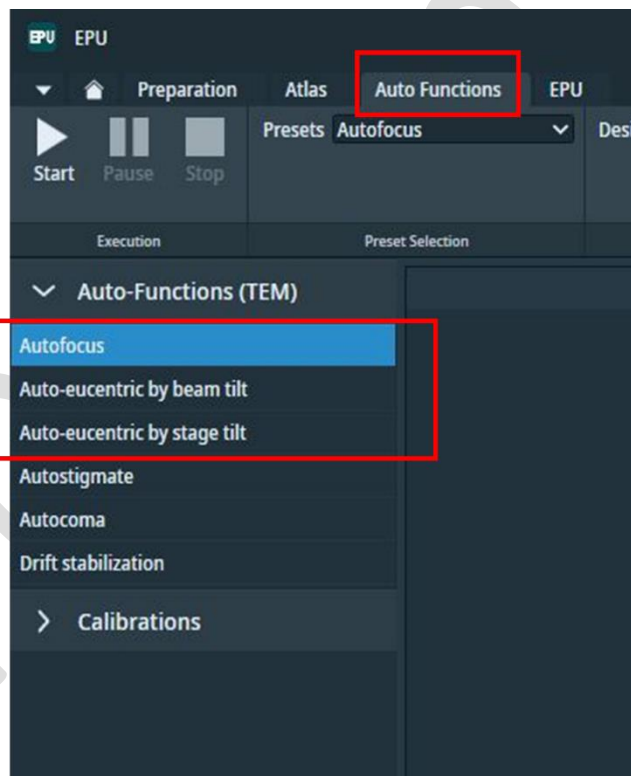 EPU EPU
Preparation Atlas Auto Functions EPU
Presets Autofocus
Start Pause Stop
Execution Preset Selection
Auto-Functions (TEM)
Autofocus
Auto-eucentric by beam tilt
Auto-eucentric by stage tilt
Autostigmate
Autocoma
Drift stabilization
Calibrations